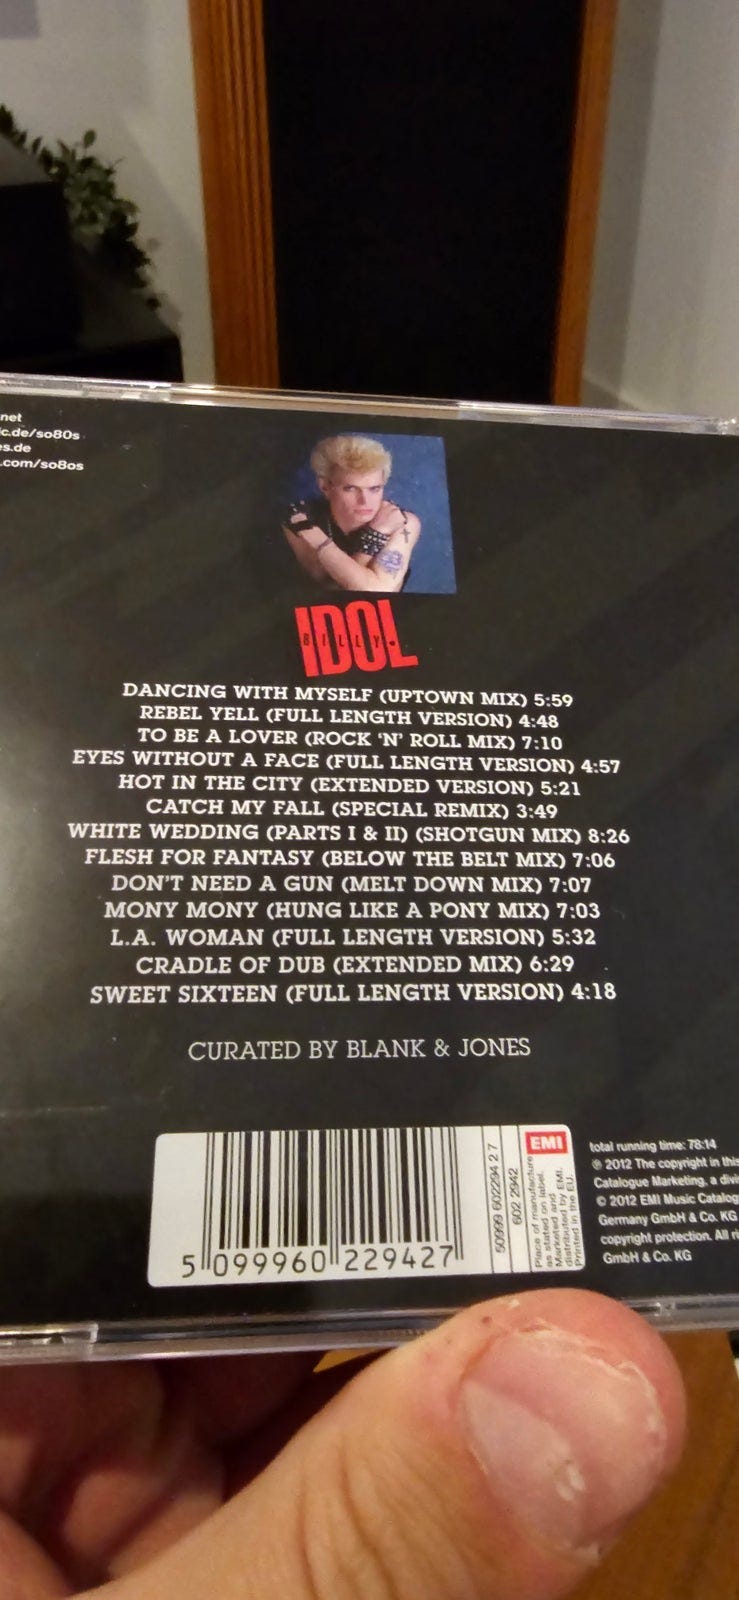 net
c.de/so80s
es.de
.com/so8os
IDOL
BILLY
DANCING WITH MYSELF (UPTOWN MIX) 5:59
REBEL YELL (FULL LENGTH VERSION) 4:48
TO BE A LOVER (ROCK 'N' ROLL MIX) 7:10
EYES WITHOUT A FACE (FULL LENGTH VERSION) 4:57
HOT IN THE CITY (EXTENDED VERSION) 5:21
CATCH MY FALL (SPECIAL REMIX) 3:49
WHITE WEDDING (PARTS I & II) (SHOTGUN MIX) 8:26
FLESH FOR FANTASY (BELOW THE BELT MIX) 7:06
DON'T NEED A GUN (MELT DOWN MIX) 7:07
MONY MONY (HUNG LIKE A PONY MIX) 7:03
L.A. WOMAN (FULL LENGTH VERSION) 5:32
CRADLE OF DUB (EXTENDED MIX) 6:29
SWEET SIXTEEN (FULL LENGTH VERSION) 4:18
CURATED BY BLANK & JONES
5 099960 229427
50999 602294 2 7
602 2942
EMI
Place of manufacture
as stated on label.
Marketed and
distributed by EMI.
Printed in the EU.
total running time: 78:14
℗ 2012 The copyright in this
Catalogue Marketing, a divi
© 2012 EMI Music Catalog
Germany GmbH & Co. KG
copyright protection. All ri
GmbH & Co. KG